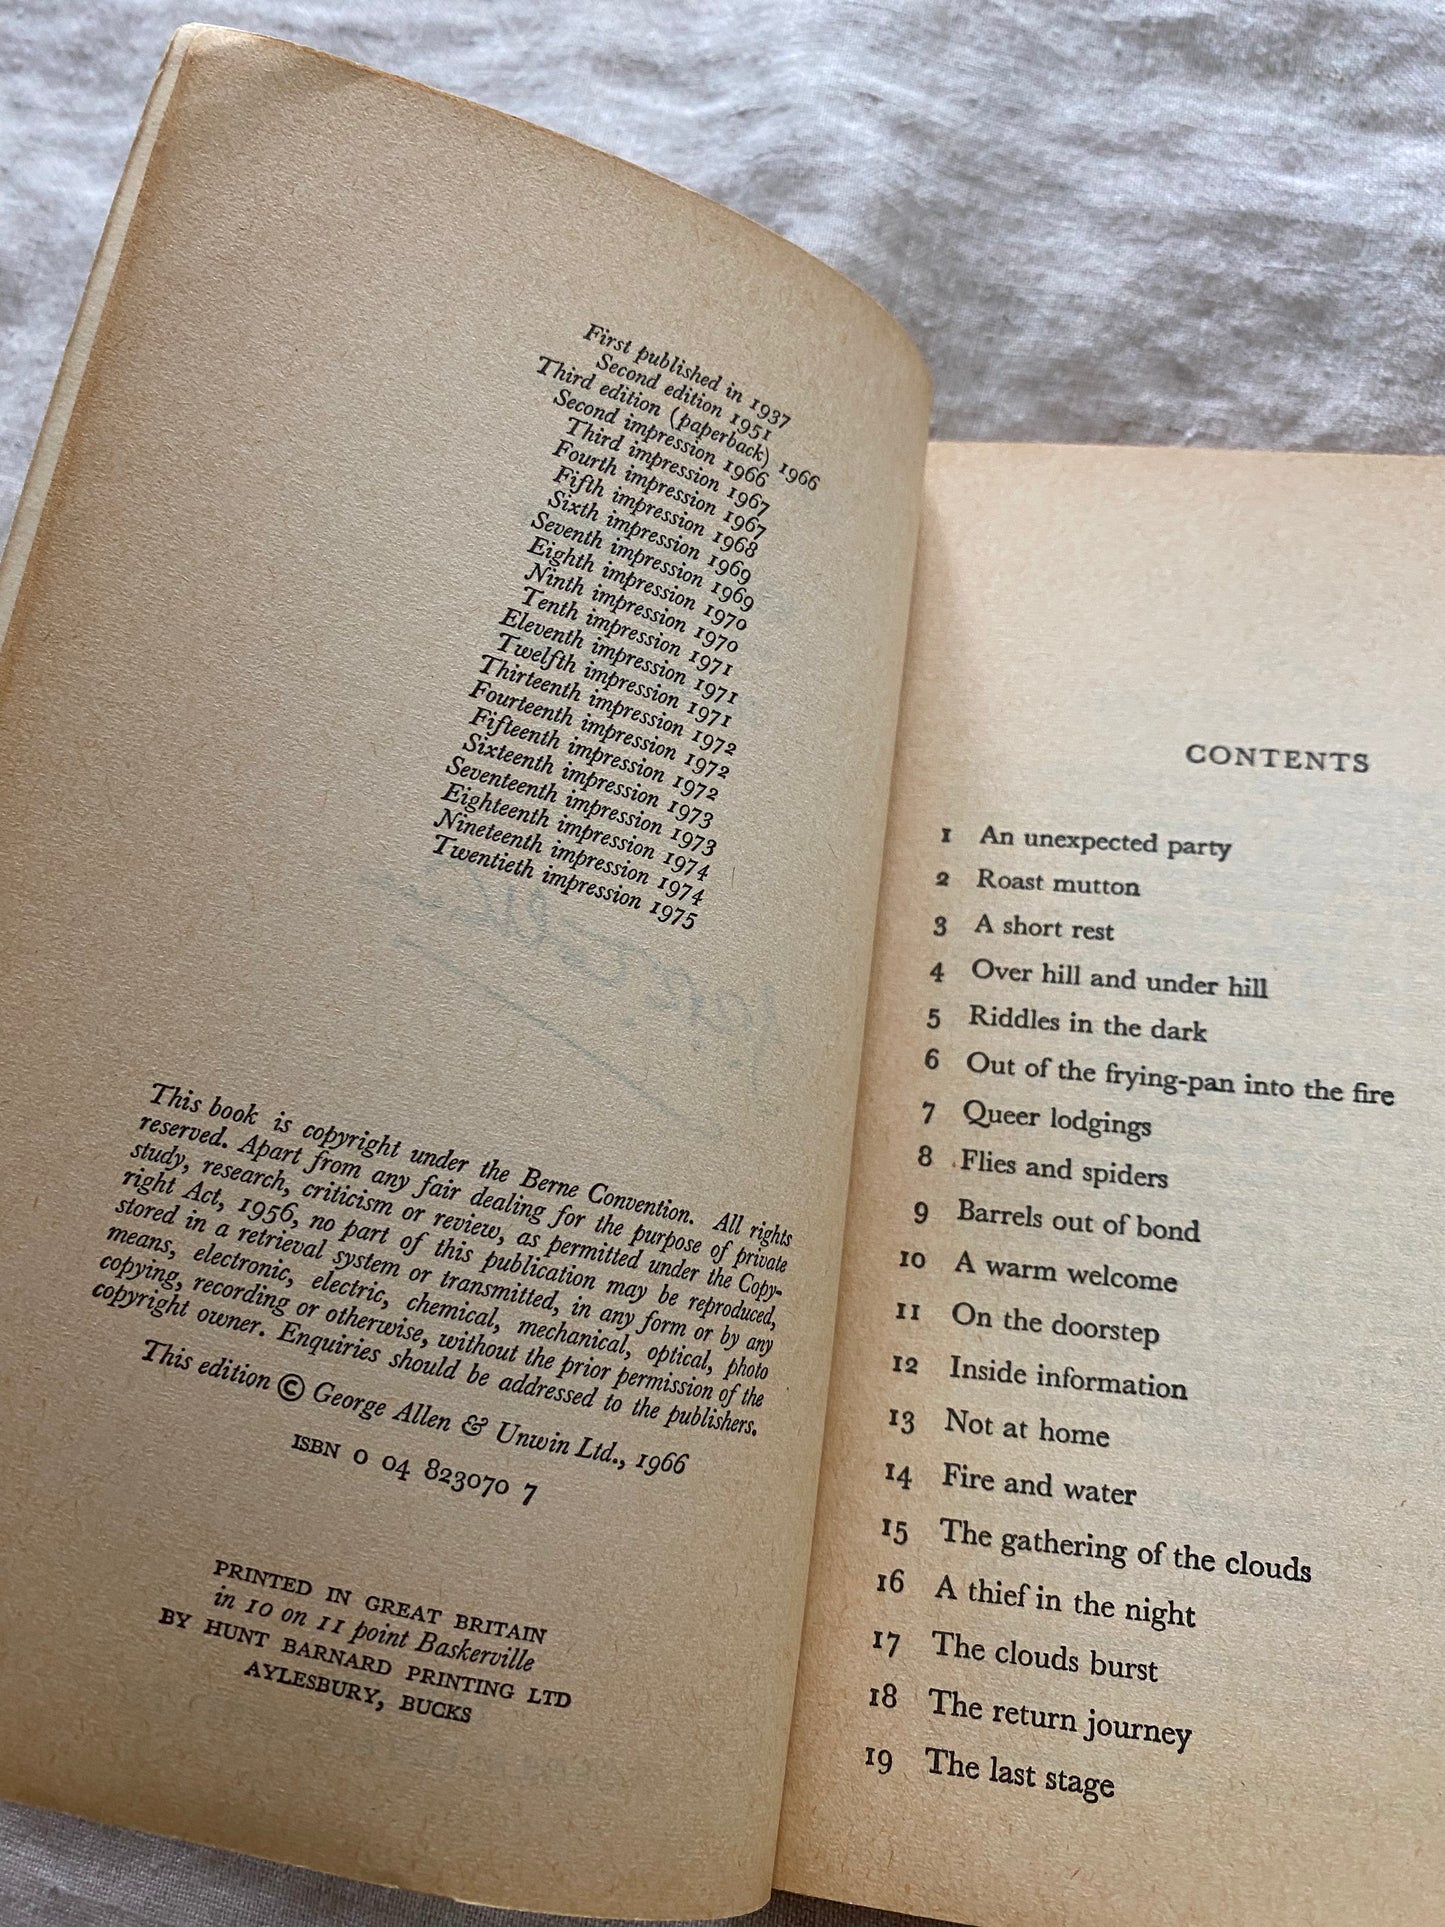 First published in 1937
Second edition 1951
Third edition (paperback) 1966
Second impression 1966
Third impression 1967
Fourth impression 1967
Fifth impression 1968
Sixth impression 1969
Seventh impression 1969
Eighth impression 1970
Ninth impression 1970
Tenth impression 1971
Eleventh impression 1971
Twelfth impression 1971
Thirteenth impression 1972
Fourteenth impression 1972
Fifteenth impression 1972
Sixteenth impression 1973
Seventeenth impression 1973
Eighteenth impression 1974
Nineteenth impression 1974
Twentieth impression 1975
This book is copyright under the Berne Convention. All rights
reserved. Apart from any fair dealing for the purpose of private
study, research, criticism or review, as permitted under the Copy-
right Act, 1956, no part of this publication may be reproduced,
stored in a retrieval system or transmitted, in any form or by any
means, electronic, electric, chemical, mechanical, optical, photo
copying, recording or otherwise, without the prior permission of the
copyright owner. Enquiries should be addressed to the publishers.
This edition © George Allen & Unwin Ltd., 1966
ISBN 0 04 823070 7
PRINTED IN GREAT BRITAIN
in 10 on 11 point Baskerville
BY HUNT BARNARD PRINTING LTD
AYLESBURY, BUCKS
CONTENTS
1 An unexpected party
2 Roast mutton
3 A short rest
4 Over hill and under hill
5 Riddles in the dark
6 Out of the frying-pan into the fire
7 Queer lodgings
8 Flies and spiders
9 Barrels out of bond
10 A warm welcome
11 On the doorstep
12 Inside information
13 Not at home
14 Fire and water
15 The gathering of the clouds
16 A thief in the night
17 The clouds burst
18 The return journey
19 The last stage